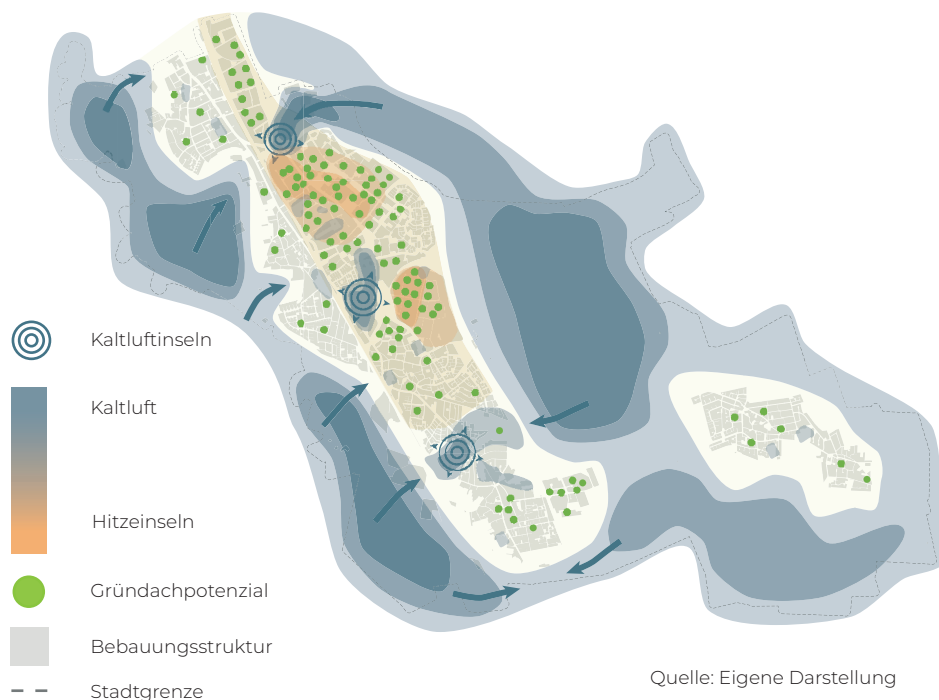 Kaltluftinseln
Kaltluft
Hitzeinseln
Gründachpotenzial
Bebauungsstruktur
Stadtgrenze
Quelle: Eigene Darstellung